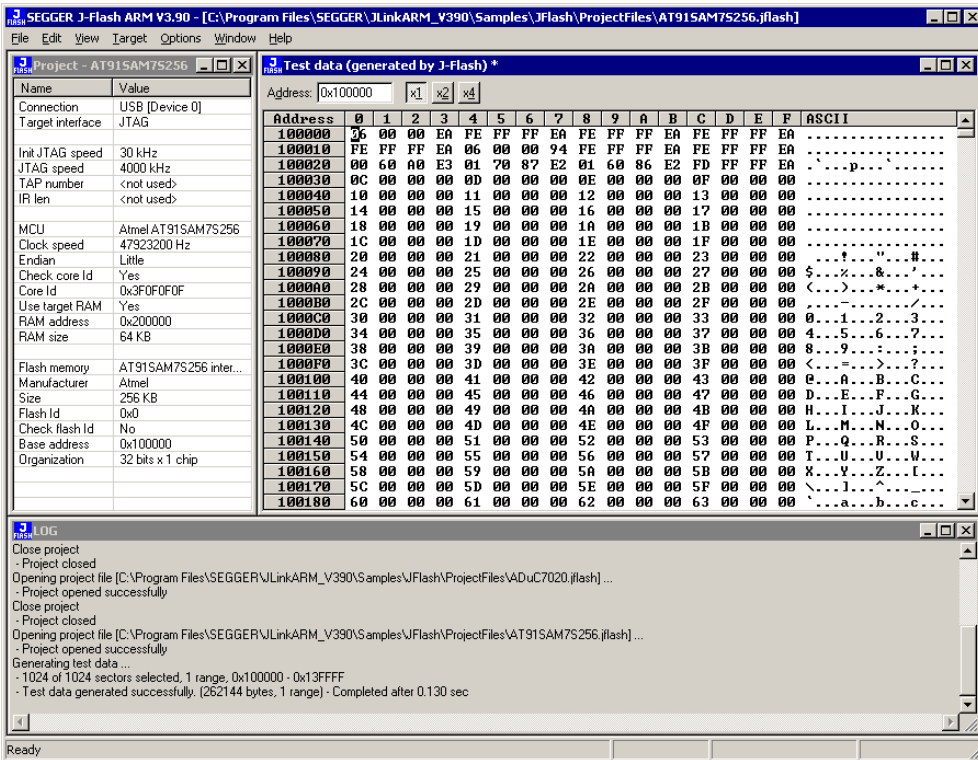 SEGGER J-Flash ARM V3.90 - [C:\Program Files\SEGGER\JLinkARM_V390\Samples\JFlash\ProjectFiles\AT91SAM7S256.jflash]
File Edit View Target Options Window Help
Project - AT91SAM7S256
Name Value
Connection USB [Device 0]
Target interface JTAG
Init JTAG speed 30 kHz
JTAG speed 4000 kHz
TAP number <not used>
IR len <not used>
MCU Atmel AT91SAM7S256
Clock speed 47923200 Hz
Endian Little
Check core Id Yes
Core Id 0x3F0F0F0F
Use target RAM Yes
RAM address 0x200000
RAM size 64 KB
Flash memory AT91SAM7S256 inter...
Manufacturer Atmel
Size 256 KB
Flash Id 0x0
Check flash Id No
Base address 0x100000
Organization 32 bits x 1 chip
Test data (generated by J-Flash) *
Address: 0x100000 x1 x2 x4
Address 0 1 2 3 4 5 6 7 8 9 A B C D E F ASCII
100000 06 00 00 EA FE FF FF EA FE FF FF EA FE FF FF EA ................
100010 FE FF FF EA 06 00 00 94 FE FF FF EA FE FF FF EA ................
100020 00 60 A0 E3 01 70 87 E2 01 60 86 E2 FD FF FF EA .`...p...`......
100030 0C 00 00 00 0D 00 00 00 0E 00 00 00 0F 00 00 00 ................
100040 10 00 00 00 11 00 00 00 12 00 00 00 13 00 00 00 ................
100050 14 00 00 00 15 00 00 00 16 00 00 00 17 00 00 00 ................
100060 18 00 00 00 19 00 00 00 1A 00 00 00 1B 00 00 00 ................
100070 1C 00 00 00 1D 00 00 00 1E 00 00 00 1F 00 00 00 ................
100080 20 00 00 00 21 00 00 00 22 00 00 00 23 00 00 00  ...!..."...#...
100090 24 00 00 00 25 00 00 00 26 00 00 00 27 00 00 00 $...%...&...'...
1000A0 28 00 00 00 29 00 00 00 2A 00 00 00 2B 00 00 00 (...)...*...+...
1000B0 2C 00 00 00 2D 00 00 00 2E 00 00 00 2F 00 00 00 ,...-......./...
1000C0 30 00 00 00 31 00 00 00 32 00 00 00 33 00 00 00 0...1...2...3...
1000D0 34 00 00 00 35 00 00 00 36 00 00 00 37 00 00 00 4...5...6...7...
1000E0 38 00 00 00 39 00 00 00 3A 00 00 00 3B 00 00 00 8...9...:...;...
1000F0 3C 00 00 00 3D 00 00 00 3E 00 00 00 3F 00 00 00 <...=...>...?...
100100 40 00 00 00 41 00 00 00 42 00 00 00 43 00 00 00 @...A...B...C...
100110 44 00 00 00 45 00 00 00 46 00 00 00 47 00 00 00 D...E...F...G...
100120 48 00 00 00 49 00 00 00 4A 00 00 00 4B 00 00 00 H...I...J...K...
100130 4C 00 00 00 4D 00 00 00 4E 00 00 00 4F 00 00 00 L...M...N...O...
100140 50 00 00 00 51 00 00 00 52 00 00 00 53 00 00 00 P...Q...R...S...
100150 54 00 00 00 55 00 00 00 56 00 00 00 57 00 00 00 T...U...V...W...
100160 58 00 00 00 59 00 00 00 5A 00 00 00 5B 00 00 00 X...Y...Z...[...
100170 5C 00 00 00 5D 00 00 00 5E 00 00 00 5F 00 00 00 \...]...^..._...
100180 60 00 00 00 61 00 00 00 62 00 00 00 63 00 00 00 `...a...b...c...
LOG
Close project
- Project closed
Opening project file [C:\Program Files\SEGGER\JLinkARM_V390\Samples\JFlash\ProjectFiles\ADuC7020.jflash] ...
- Project opened successfully
Close project
- Project closed
Opening project file [C:\Program Files\SEGGER\JLinkARM_V390\Samples\JFlash\ProjectFiles\AT91SAM7S256.jflash] ...
- Project opened successfully
Generating test data ...
- 1024 of 1024 sectors selected, 1 range, 0x100000 - 0x13FFFF
- Test data generated successfully. (262144 bytes, 1 range) - Completed after 0.130 sec
Ready